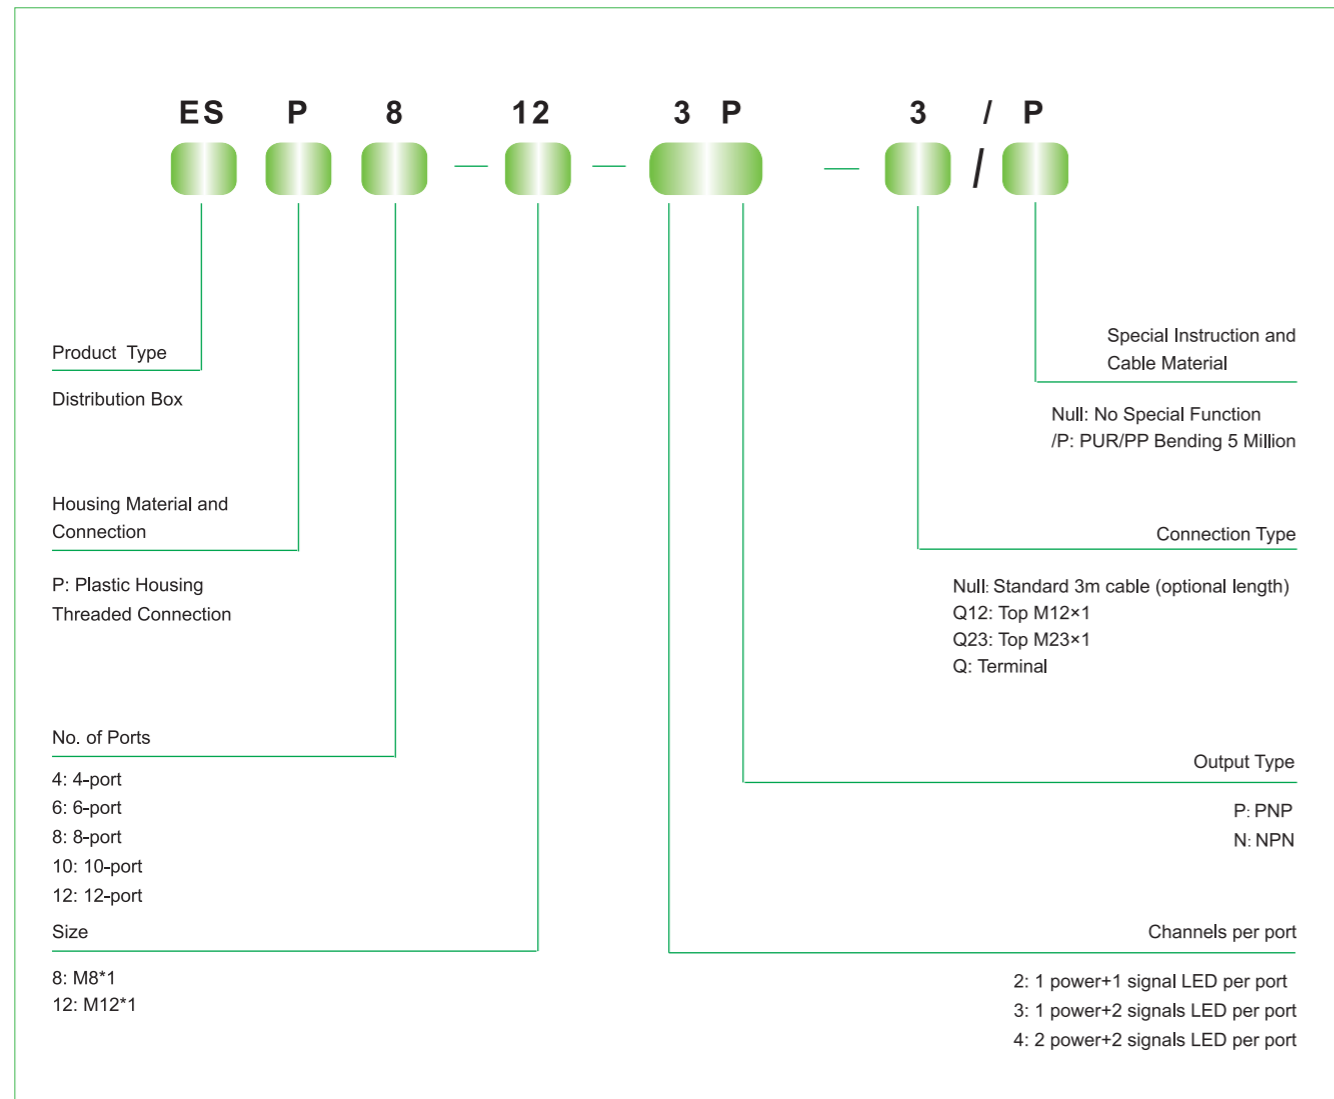 ES P 8 12 3 P 3 / P
— — — /
Product Type
Distribution Box
Housing Material and
Connection
P: Plastic Housing
Threaded Connection
No. of Ports
4: 4-port
6: 6-port
8: 8-port
10: 10-port
12: 12-port
Size
8: M8*1
12: M12*1
Special Instruction and
Cable Material
Null: No Special Function
/P: PUR/PP Bending 5 Million
Connection Type
Null: Standard 3m cable (optional length)
Q12: Top M12×1
Q23: Top M23×1
Q: Terminal
Output Type
P: PNP
N: NPN
Channels per port
2: 1 power+1 signal LED per port
3: 1 power+2 signals LED per port
4: 2 power+2 signals LED per port